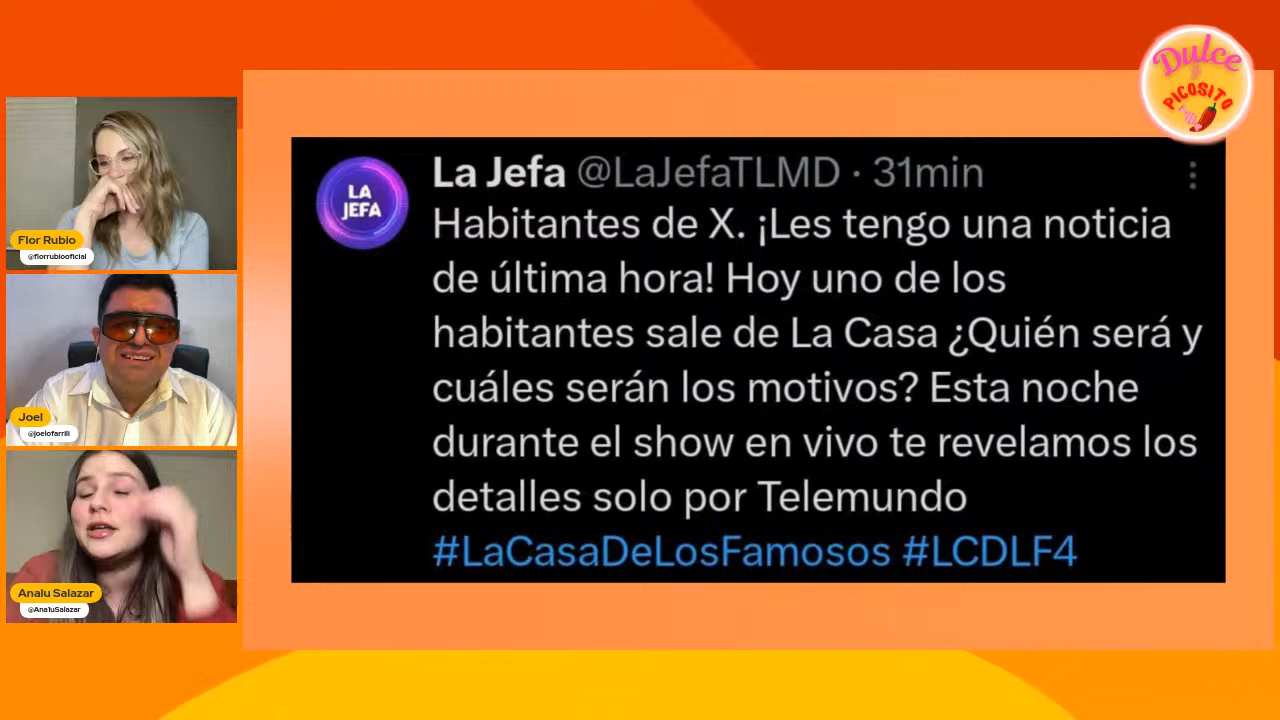 Dulce
y
PICOSITO
Flor Rubio
@florrubiooficial
Joel
@joelofarrill
Analu Salazar
@Ana1uSalazar
LA
JEFA
La Jefa @LaJefaTLMD · 31min
Habitantes de X. ¡Les tengo una noticia
de última hora! Hoy uno de los
habitantes sale de La Casa ¿Quién será y
cuáles serán los motivos? Esta noche
durante el show en vivo te revelamos los
detalles solo por Telemundo
#LaCasaDeLosFamosos #LCDLF4